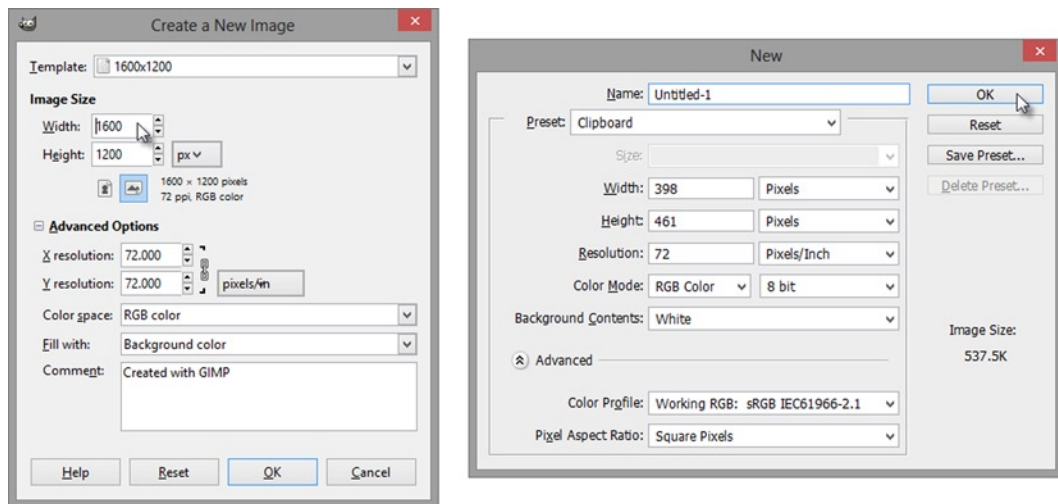 Create a New Image
Template: 1600x1200
Image Size
Width: 1600
Height: 1200 px
1600 × 1200 pixels
72 ppi, RGB color
Advanced Options
X resolution: 72.000
Y resolution: 72.000 pixels/in
Color space: RGB color
Fill with: Background color
Comment: Created with GIMP
Help Reset OK Cancel
New
Name: Untitled-1 OK
Preset: Clipboard Reset
Size: Save Preset...
Width: 398 Pixels Delete Preset...
Height: 461 Pixels
Resolution: 72 Pixels/Inch
Color Mode: RGB Color 8 bit
Background Contents: White
Image Size:
537.5K
Advanced
Color Profile: Working RGB: sRGB IEC61966-2.1
Pixel Aspect Ratio: Square Pixels